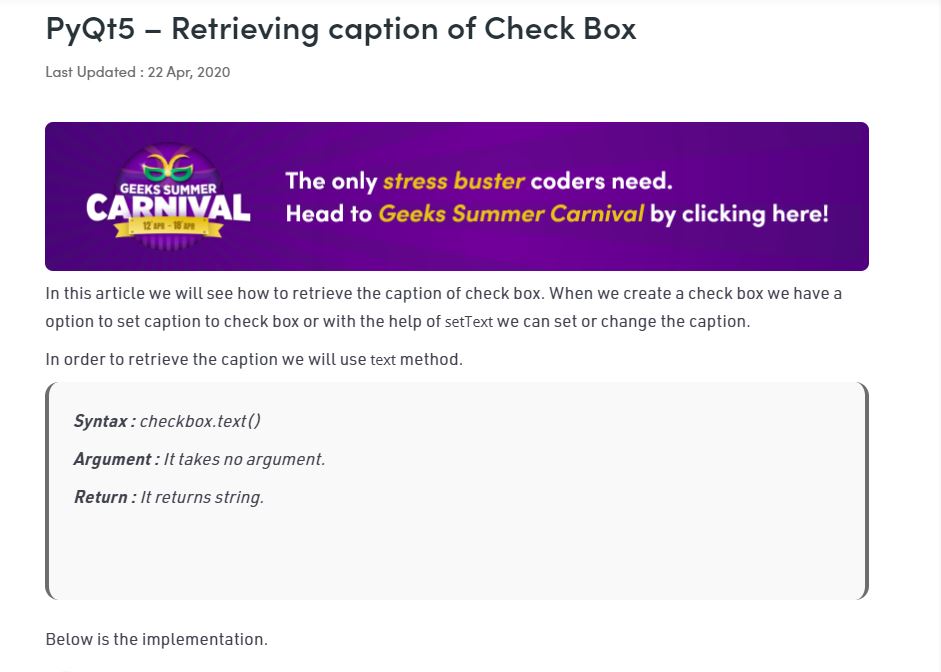 PyQt5 – Retrieving caption of Check Box
Last Updated : 22 Apr, 2020
GEEKS SUMMER
CARNIVAL
12 APR - 18 APR
The only stress buster coders need.
Head to Geeks Summer Carnival by clicking here!
In this article we will see how to retrieve the caption of check box. When we create a check box we have a
option to set caption to check box or with the help of setText we can set or change the caption.
In order to retrieve the caption we will use text method.
Syntax : checkbox.text()
Argument : It takes no argument.
Return : It returns string.
Below is the implementation.